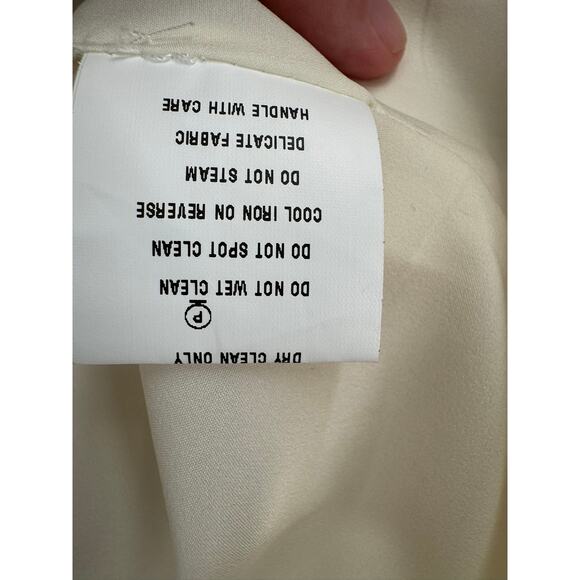 DRY CLEAN ONLY
P
DO NOT WET CLEAN
DO NOT SPOT CLEAN
COOL IRON ON REVERSE
DO NOT STEAM
DELICATE FABRIC
HANDLE WITH CARE